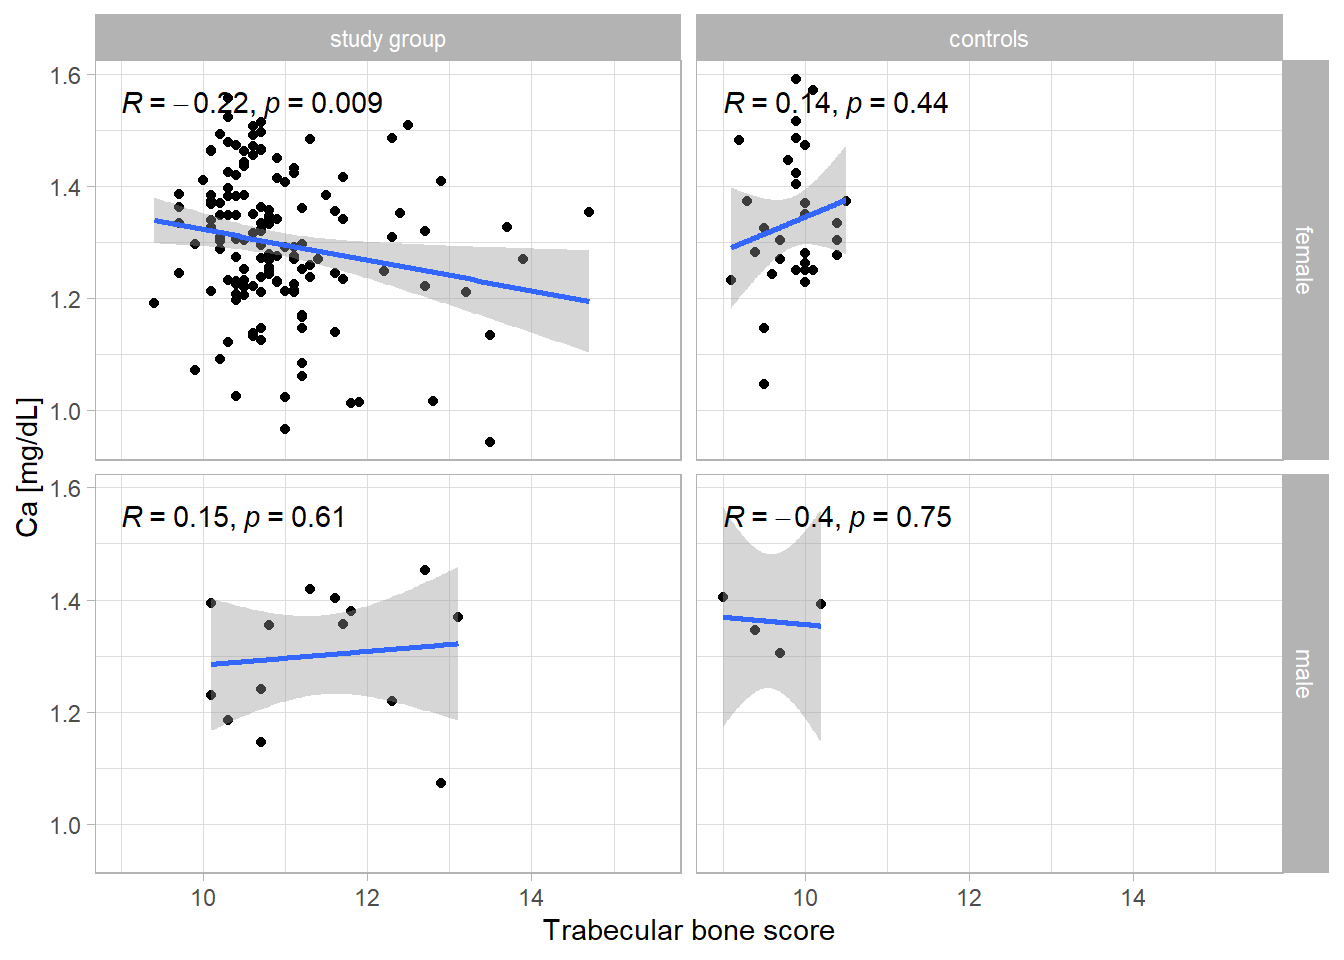 study group
controls
1.6
R = −0.22, p = 0.009
R = 0.14, p = 0.44
1.4
1.2
1.0
female
Ca [mg/dL]
1.6
R = 0.15, p = 0.61
R = −0.4, p = 0.75
1.4
1.2
1.0
male
10 12 14
10 12 14
Trabecular bone score